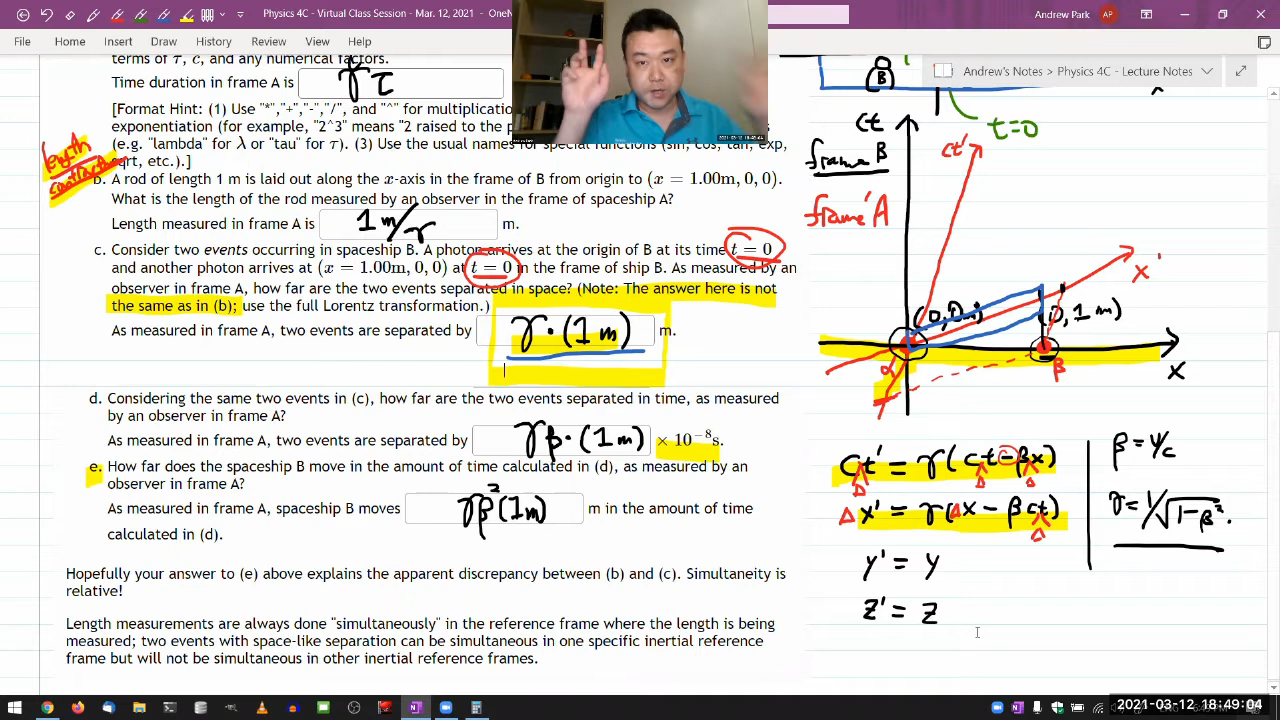 Physics 4C - Mar. 12, 2021
Andrew Park AP
File Home Insert Draw History Review View
Andrew's Notes > Physics 4C - Lecture Notes
terms of τ, c, and any numerical factors.
Time duration in frame A is γτ
[Format Hint: (1) Use "*","+","-","/", and "^" for multiplication
exponentiation (for example, "2^3" means "2 raised to the
(e.g. "lambda" for λ or "tau" for τ). (3) Use the usual names for special functions (sin, cos, tan, exp,
sqrt, etc.).]
length
contraction
b. A rod of length 1 m is laid out along the x-axis in the frame of B from origin to (x = 1.00m, 0, 0).
What is the length of the rod measured by an observer in the frame of spaceship A?
Length measured in frame A is 1m/γ m.
c. Consider two events occurring in spaceship B. A photon arrives at the origin of B at its time t = 0
and another photon arrives at (x = 1.00m, 0, 0) at t = 0 in the frame of ship B. As measured by an
observer in frame A, how far are the two events separated in space? (Note: The answer here is not
the same as in (b); use the full Lorentz transformation.)
As measured in frame A, two events are separated by γ·(1m) m.
d. Considering the same two events in (c), how far are the two events separated in time, as measured
by an observer in frame A?
As measured in frame A, two events are separated by γβ·(1m) × 10⁻⁸s.
e. How far does the spaceship B move in the amount of time calculated in (d), as measured by an
observer in frame A?
As measured in frame A, spaceship B moves γβ²(1m) m in the amount of time
calculated in (d).
Hopefully your answer to (e) above explains the apparent discrepancy between (b) and (c). Simultaneity is
relative!
Length measurements are always done "simultaneously" in the reference frame where the length is being
measured; two events with space-like separation can be simultaneous in one specific inertial reference
frame but will not be simultaneous in other inertial reference frames.
B
t=0
ct
ct'
frame B
frame A
x'
(0,0m)
(0,1m)
α
β
x
ct' = γ(ct - βx)
Δ Δ Δ
Δx' = γ(Δx - βct)
Δ
y' = y
z' = z
β = v/c
γ = 1/√1-β².
2021-03-12 18:49:04